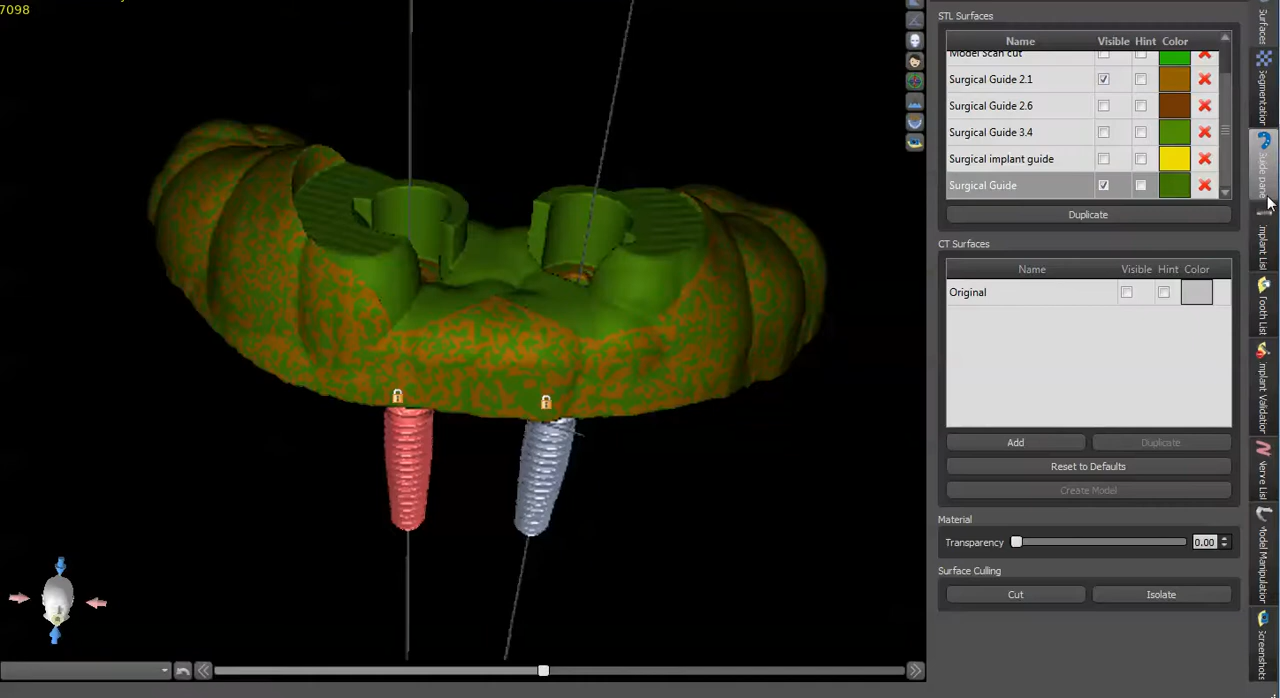 7098
STL Surfaces
Name Visible Hint Color
Model Scan cut
Surgical Guide 2.1
Surgical Guide 2.6
Surgical Guide 3.4
Surgical implant guide
Surgical Guide
Duplicate
CT Surfaces
Name Visible Hint Color
Original
Add Duplicate
Reset to Defaults
Create Model
Material
Transparency 0.00
Surface Culling
Cut Isolate
Surfaces
Segmentation
Guide panel
Implant List
Tooth List
Implant Validation
Nerve List
Model Manipulation
Screenshots